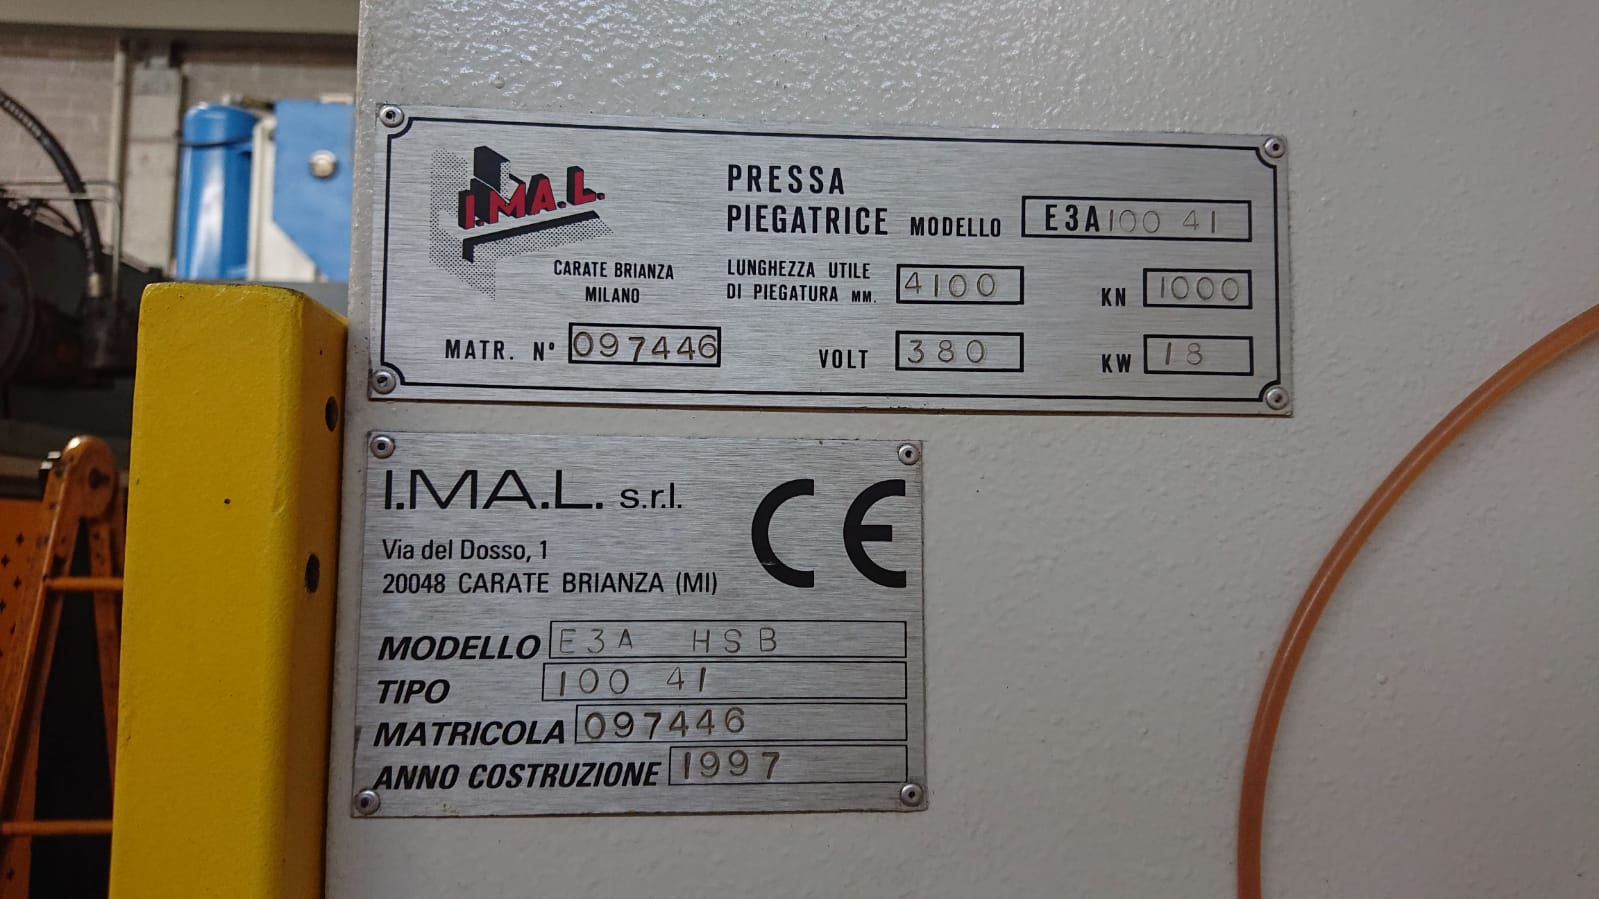 I.MA.L.
CARATE BRIANZA
MILANO
PRESSA
PIEGATRICE MODELLO E3A 100 41
LUNGHEZZA UTILE
DI PIEGATURA MM. 4100 KN 1000
MATR. N° 097446 VOLT 380 KW 18
I.MA.L. s.r.l.
CE
Via del Dosso, 1
20048 CARATE BRIANZA (MI)
MODELLO E3A HSB
TIPO 100 41
MATRICOLA 097446
ANNO COSTRUZIONE 1997